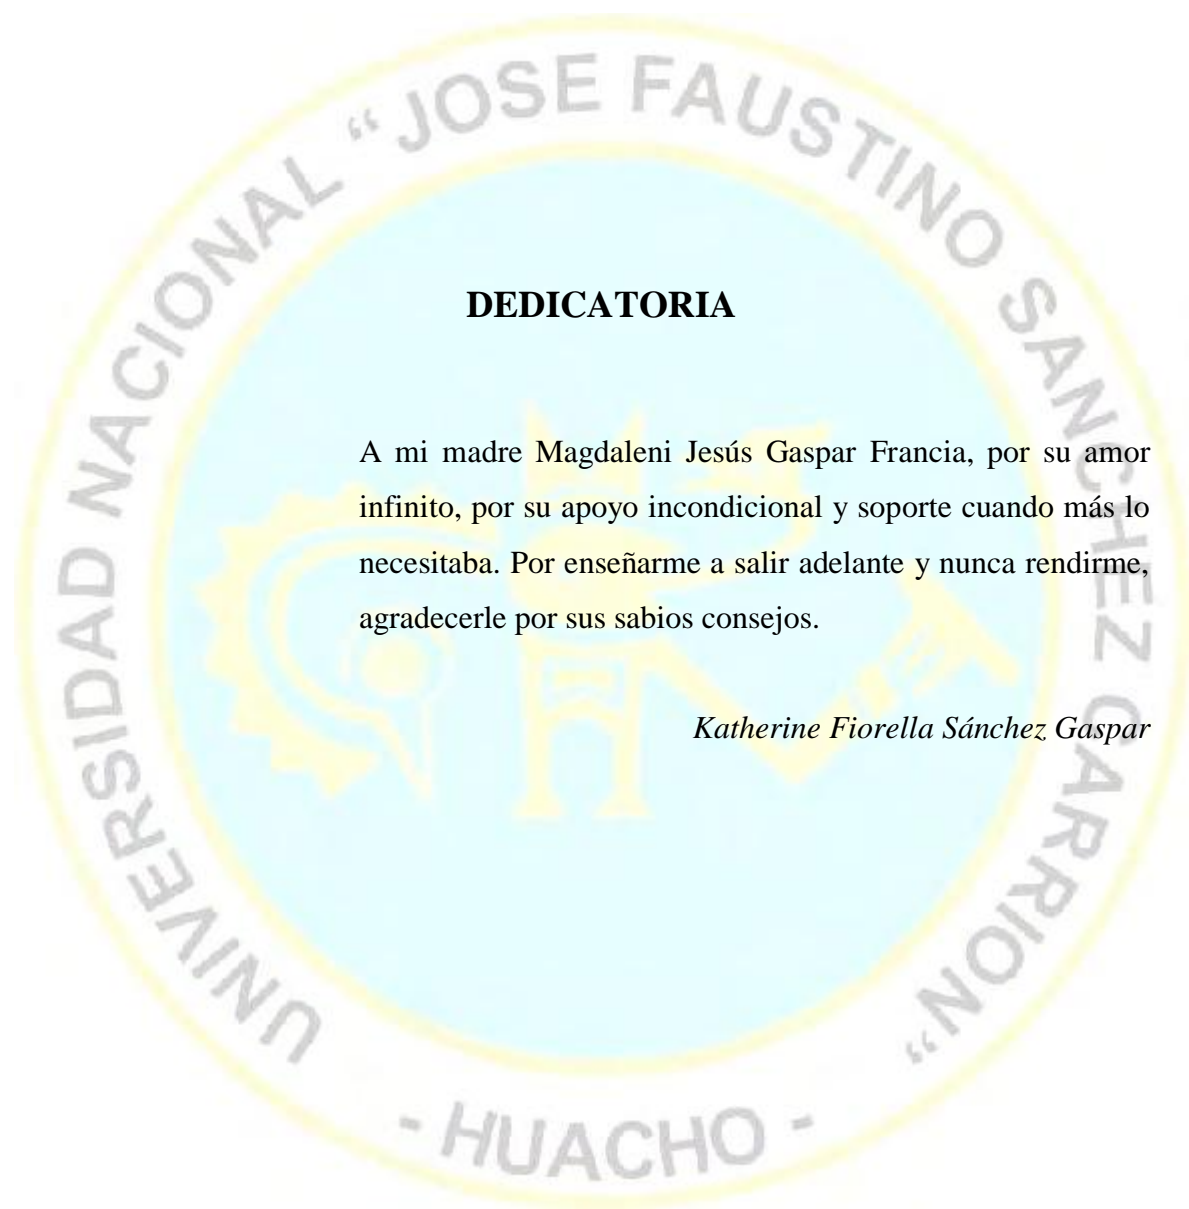 UNIVERSIDAD NACIONAL “JOSE FAUSTINO SANCHEZ CARRION”
- HUACHO -
DEDICATORIA
A mi madre Magdaleni Jesús Gaspar Francia, por su amor
infinito, por su apoyo incondicional y soporte cuando más lo
necesitaba. Por enseñarme a salir adelante y nunca rendirme,
agradecerle por sus sabios consejos.
Katherine Fiorella Sánchez Gaspar